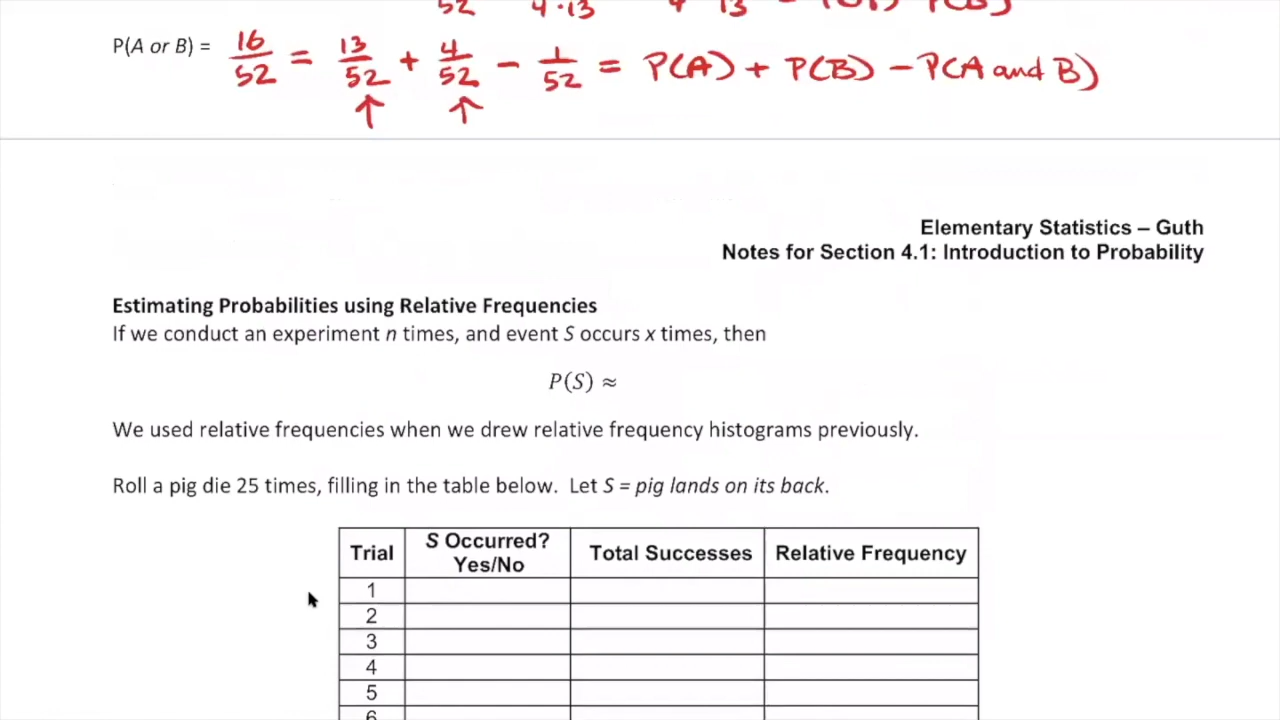 52 4·13
P(A or B) = 16/52 = 13/52 + 4/52 - 1/52 = P(A) + P(B) - P(A and B)
Elementary Statistics – Guth
Notes for Section 4.1: Introduction to Probability
Estimating Probabilities using Relative Frequencies
If we conduct an experiment n times, and event S occurs x times, then
P(S) ≈
We used relative frequencies when we drew relative frequency histograms previously.
Roll a pig die 25 times, filling in the table below. Let S = pig lands on its back.
Trial S Occurred? Yes/No Total Successes Relative Frequency
1
2
3
4
5
6